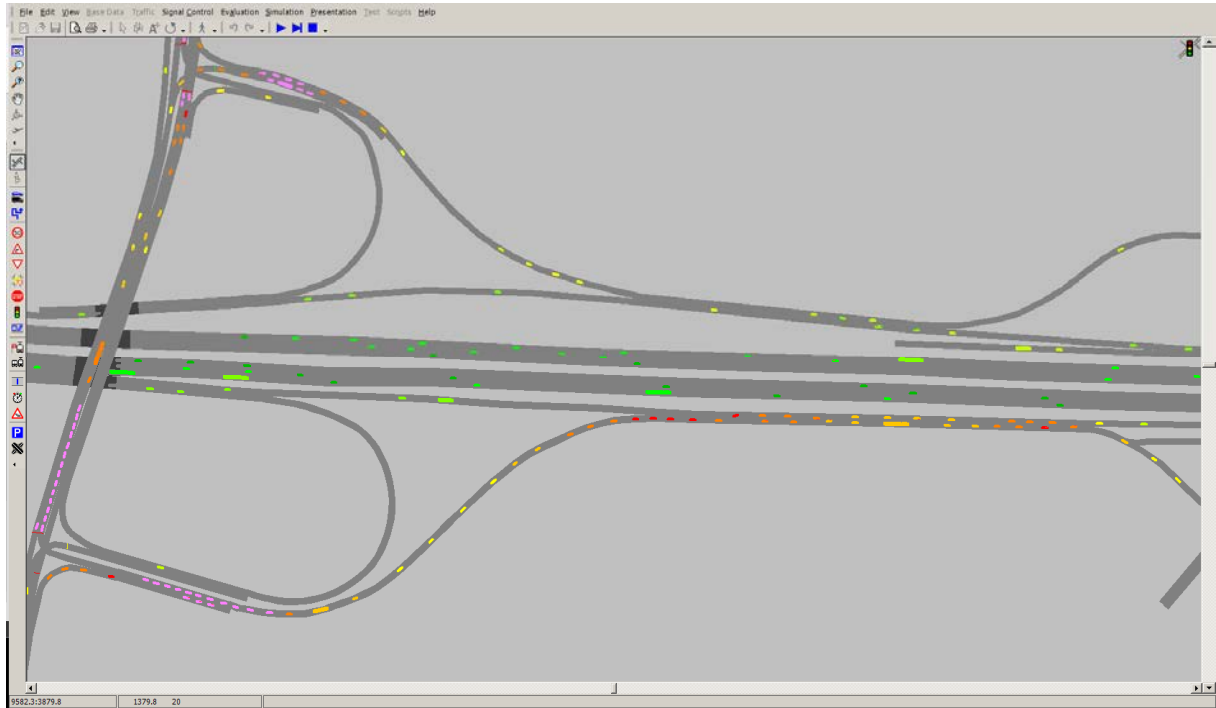 File Edit View Base Data Traffic Signal Control Evaluation Simulation Presentation Test Scripts Help
STOP
P
9582.3:3879.8 1379.8 20